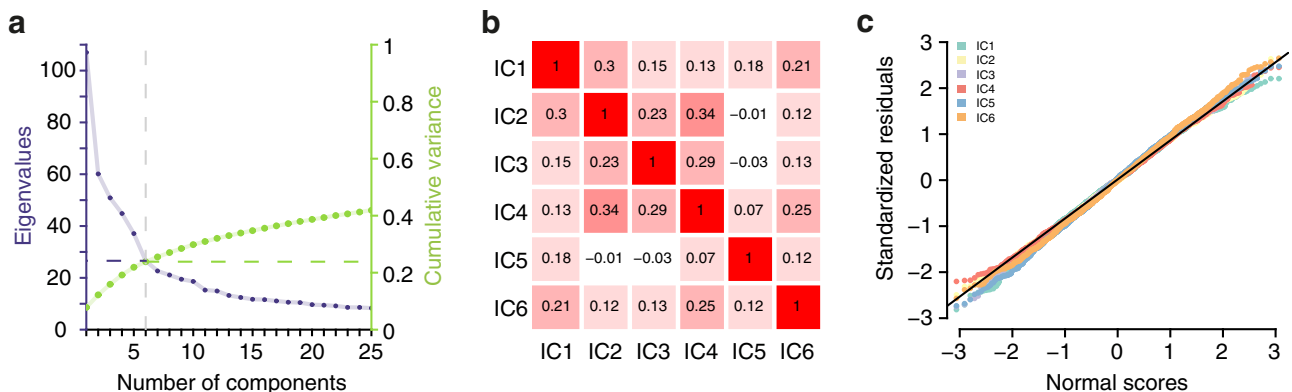 a
Eigenvalues
100
80
60
40
20
0
5
10
15
20
25
Number of components
1
0.8
0.6
0.4
0.2
0
Cumulative variance
b
IC1 1 0.3 0.15 0.13 0.18 0.21
IC2 0.3 1 0.23 0.34 −0.01 0.12
IC3 0.15 0.23 1 0.29 −0.03 0.13
IC4 0.13 0.34 0.29 1 0.07 0.25
IC5 0.18 −0.01 −0.03 0.07 1 0.12
IC6 0.21 0.12 0.13 0.25 0.12 1
IC1 IC2 IC3 IC4 IC5 IC6
c
Standardized residuals
3
2
1
0
−1
−2
−3
IC1
IC2
IC3
IC4
IC5
IC6
−3 −2 −1 0 1 2 3
Normal scores